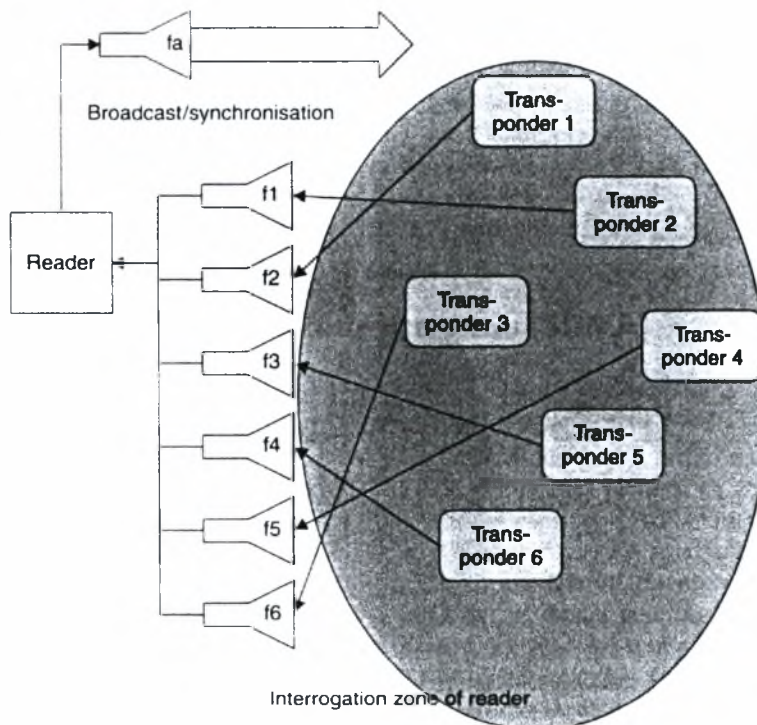 fa
Broadcast/synchronisation
Trans-
ponder 1
f1
Trans-
ponder 2
Reader
f2
Trans-
ponder 3
f3
Trans-
ponder 4
f4
Trans-
ponder 5
f5
Trans-
ponder 6
f6
Interrogation zone of reader